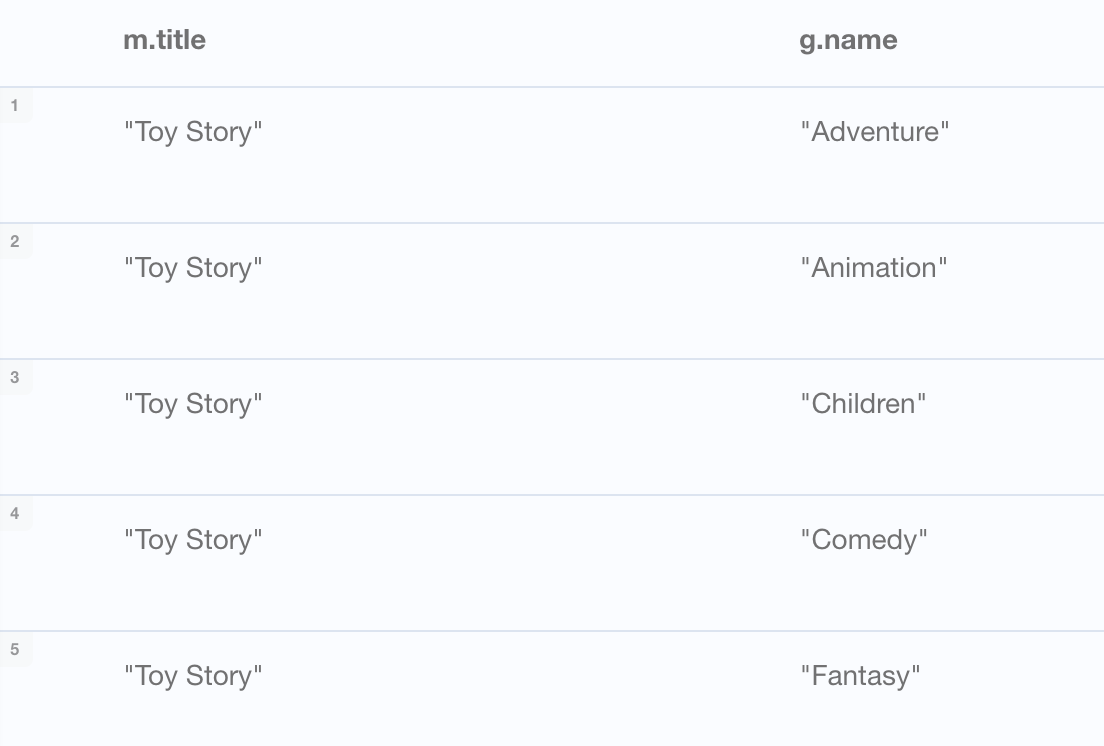 m.title g.name
1
"Toy Story" "Adventure"
2
"Toy Story" "Animation"
3
"Toy Story" "Children"
4
"Toy Story" "Comedy"
5
"Toy Story" "Fantasy"